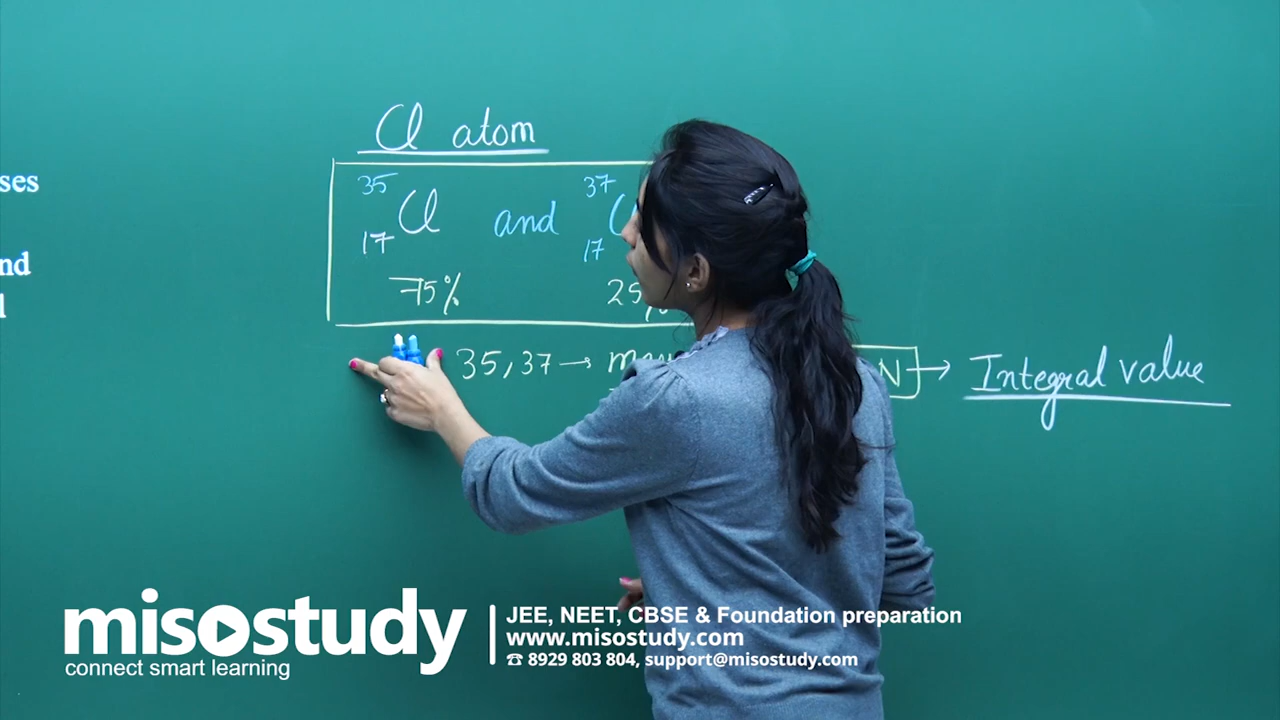 Cl atom
ses
35 Cl and 37
17 17
nd
l
75%
35, 37 → N → Integral value
misostudy
connect smart learning
JEE, NEET, CBSE & Foundation preparation
www.misostudy.com
☎ 8929 803 804, support@misostudy.com